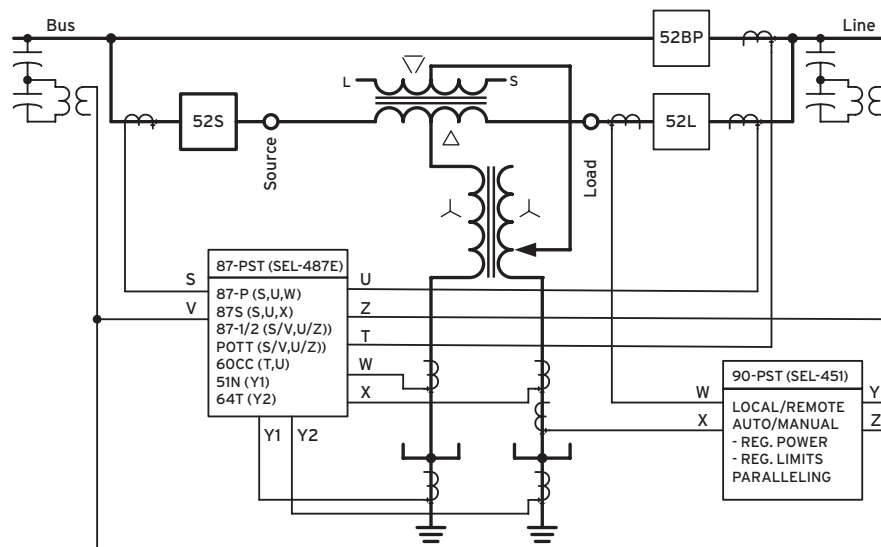 Bus
Line
52BP
L
S
52S
52L
Source
Load
87-PST (SEL-487E)
87-P (S,U,W)
87S (S,U,X)
87-1/2 (S/V,U/Z))
POTT (S/V,U/Z))
60CC (T,U)
51N (Y1)
64T (Y2)
S
V
U
Z
T
W
X
Y1
Y2
90-PST (SEL-451)
LOCAL/REMOTE
AUTO/MANUAL
- REG. POWER
- REG. LIMITS
PARALLELING
W
X
Y
Z